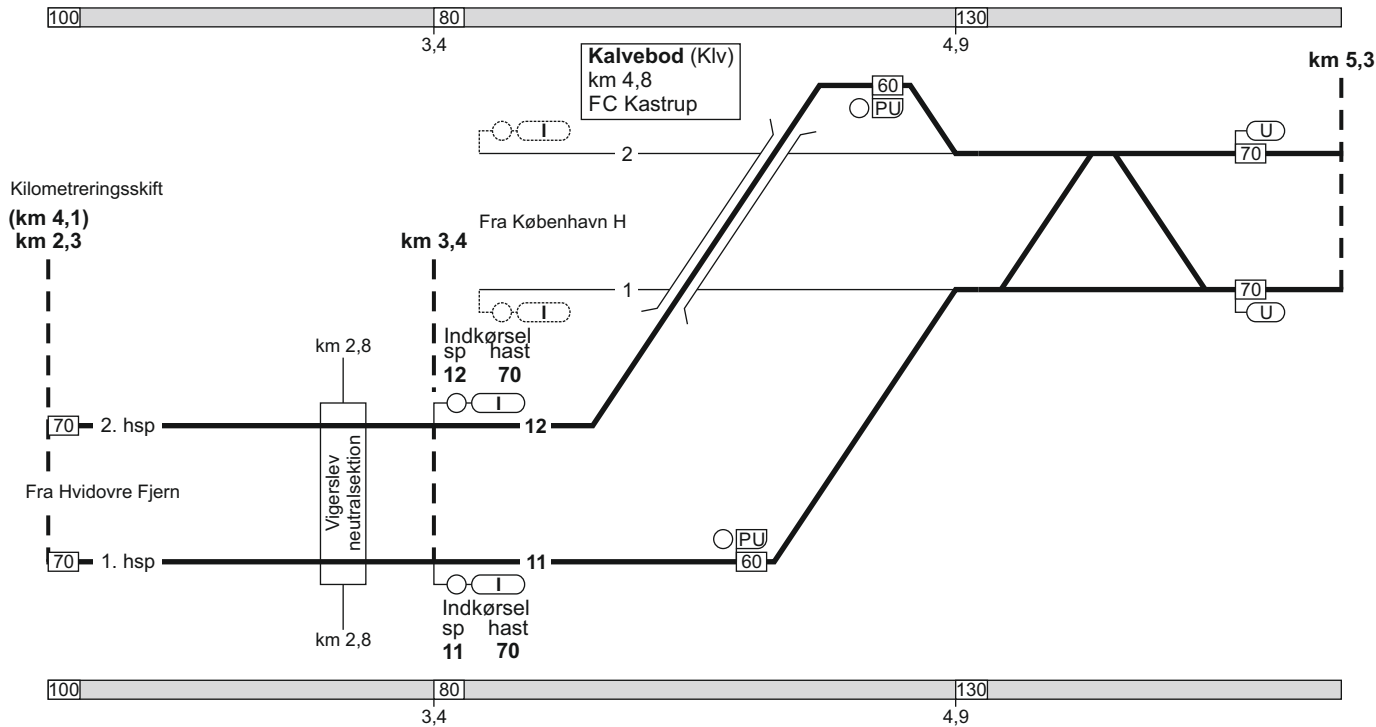 100 80 130
3,4 4,9
Kalvebod (Klv)
km 4,8
FC Kastrup
km 5,3
60
PU
I
U
2
70
Kilometreringsskift
(km 4,1)
km 2,3
km 3,4
Fra København H
1
70
I
U
km 2,8
Indkørsel
sp hast
12 70
I
70 2. hsp
12
Fra Hvidovre Fjern
Vigerslev
neutralsektion
PU
70 1. hsp
11
60
I
Indkørsel
sp hast
11 70
km 2,8
100 80 130
3,4 4,9